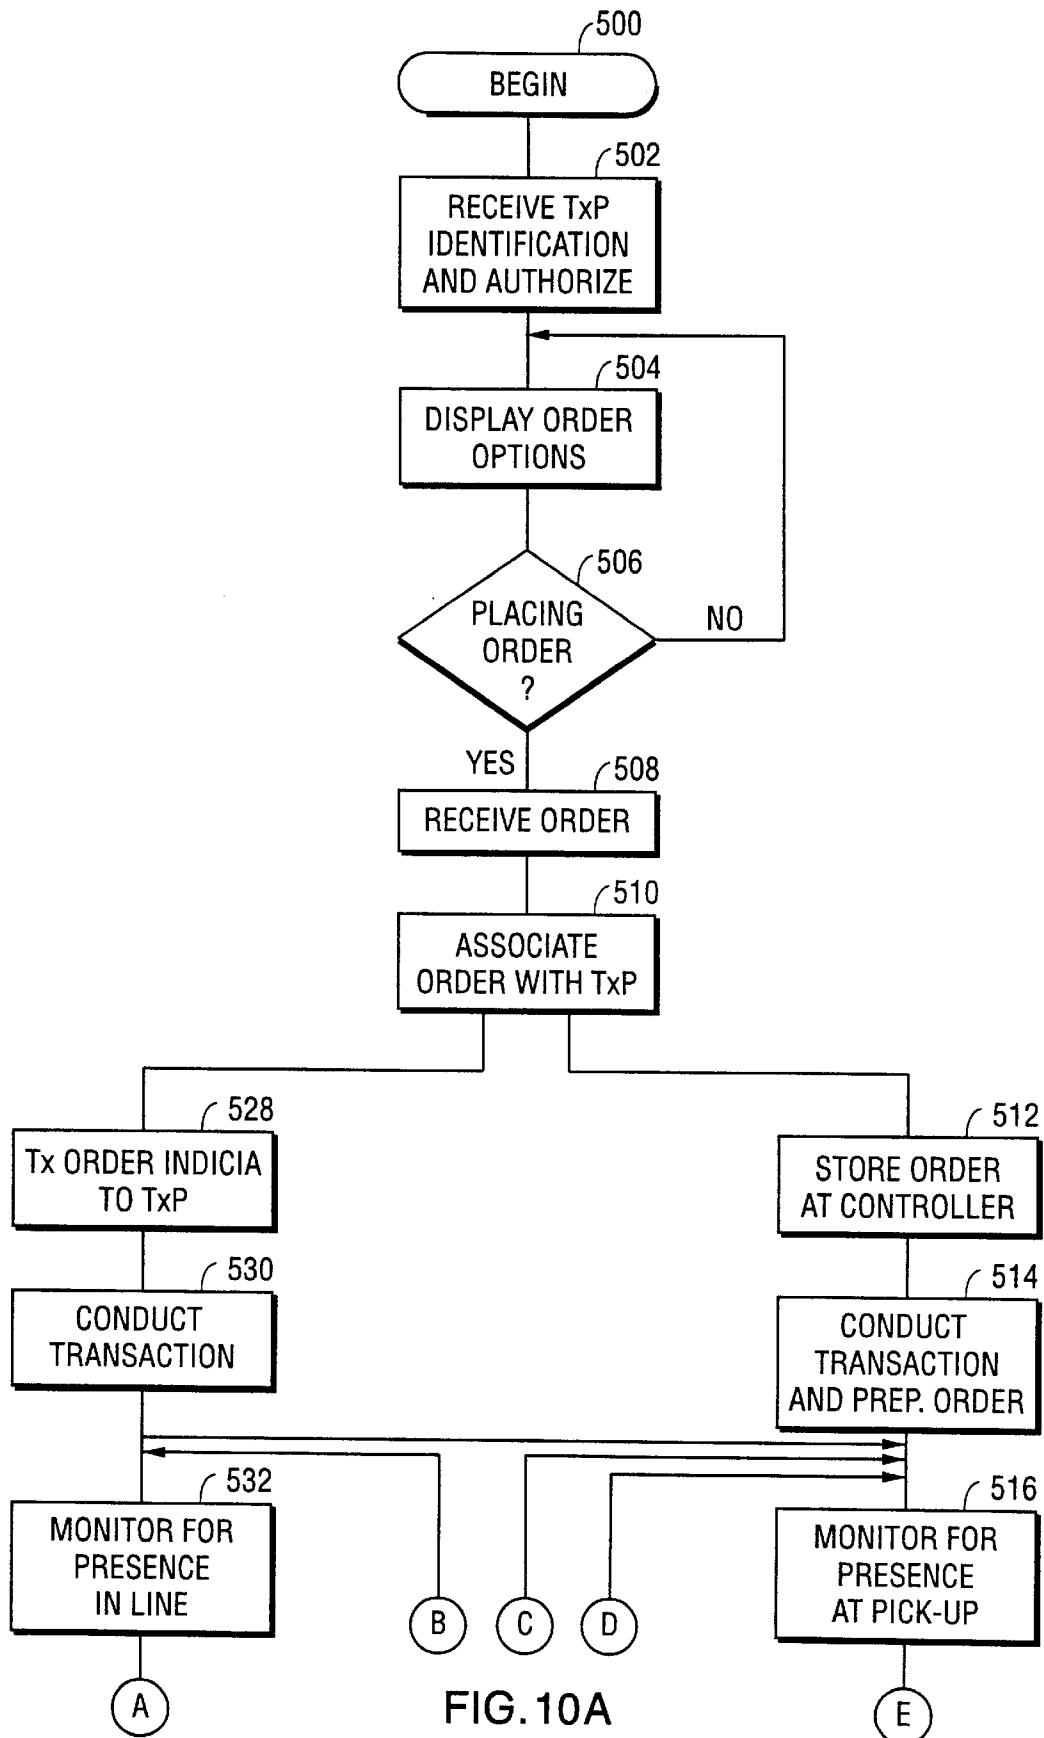 500
BEGIN
502
RECEIVE TxP
IDENTIFICATION
AND AUTHORIZE
504
DISPLAY ORDER
OPTIONS
506
PLACING
ORDER
?
NO
YES
508
RECEIVE ORDER
510
ASSOCIATE
ORDER WITH TxP
528
Tx ORDER INDICIA
TO TxP
530
CONDUCT
TRANSACTION
532
MONITOR FOR
PRESENCE
IN LINE
A
B
C
D
512
STORE ORDER
AT CONTROLLER
514
CONDUCT
TRANSACTION
AND PREP. ORDER
516
MONITOR FOR
PRESENCE
AT PICK-UP
E
FIG.10A